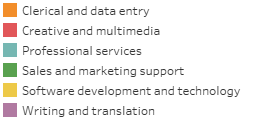 Clerical and data entry
Creative and multimedia
Professional services
Sales and marketing support
Software development and technology
Writing and translation